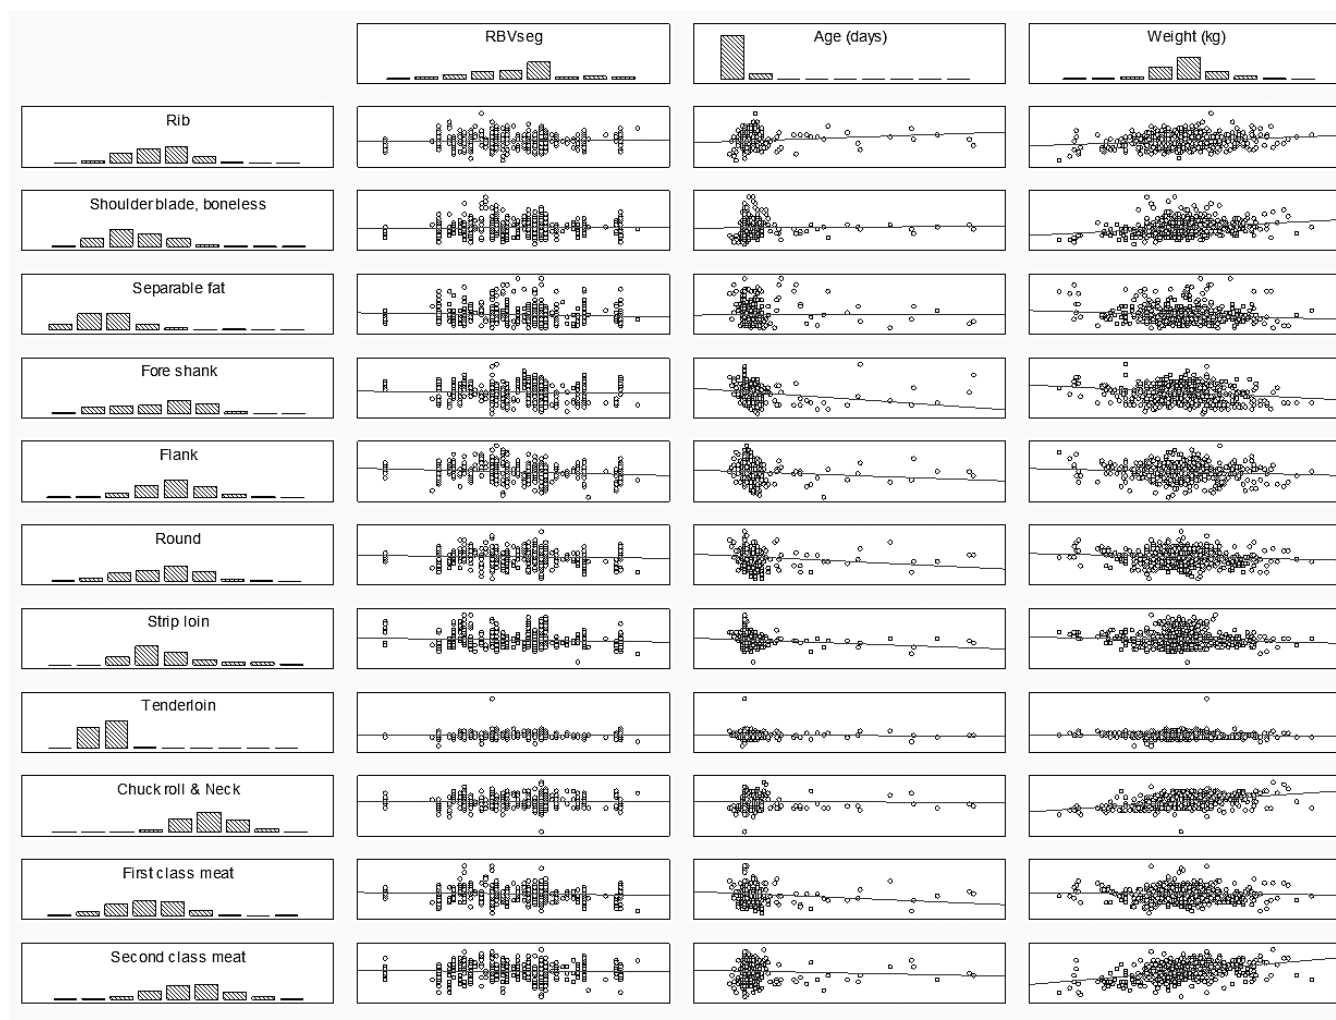 RBVseg
Age (days)
Weight (kg)
Rib
Shoulder blade, boneless
Separable fat
Fore shank
Flank
Round
Strip loin
Tenderloin
Chuck roll & Neck
First class meat
Second class meat